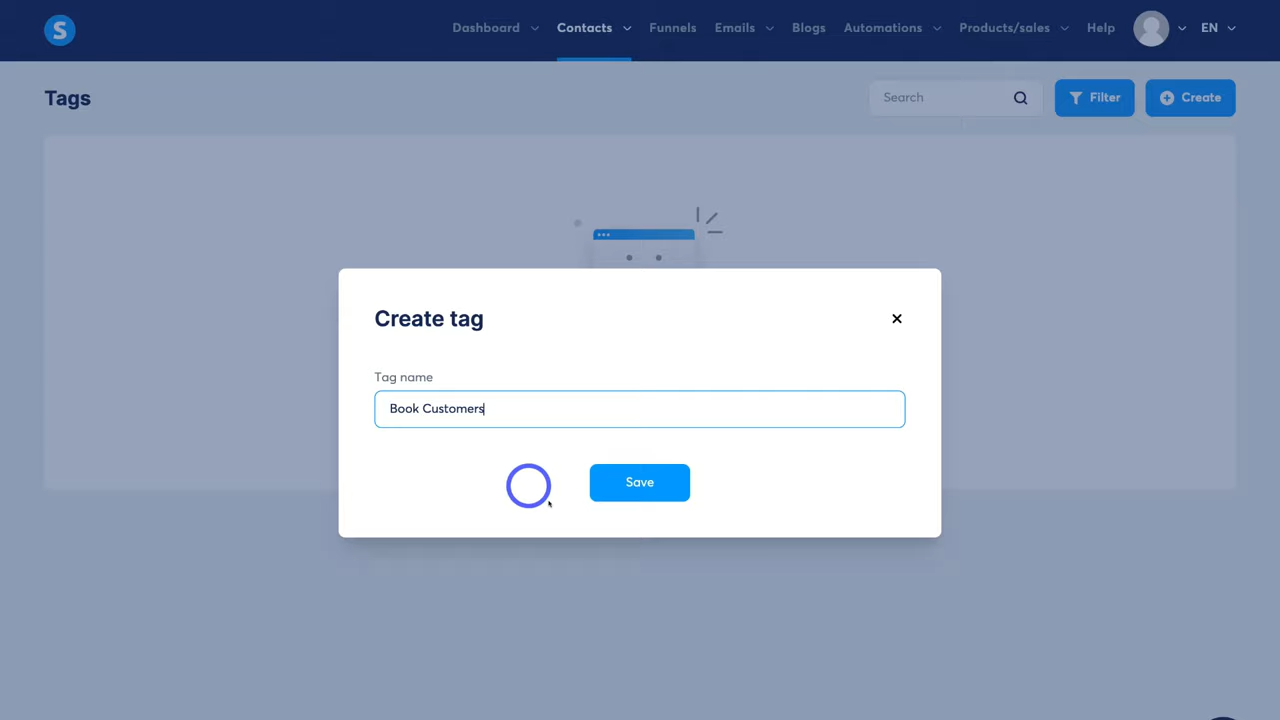 S Dashboard Contacts Funnels Emails Blogs Automations Products/sales Help EN
Tags Search Filter Create
Create tag
Tag name
Book Customers
Save